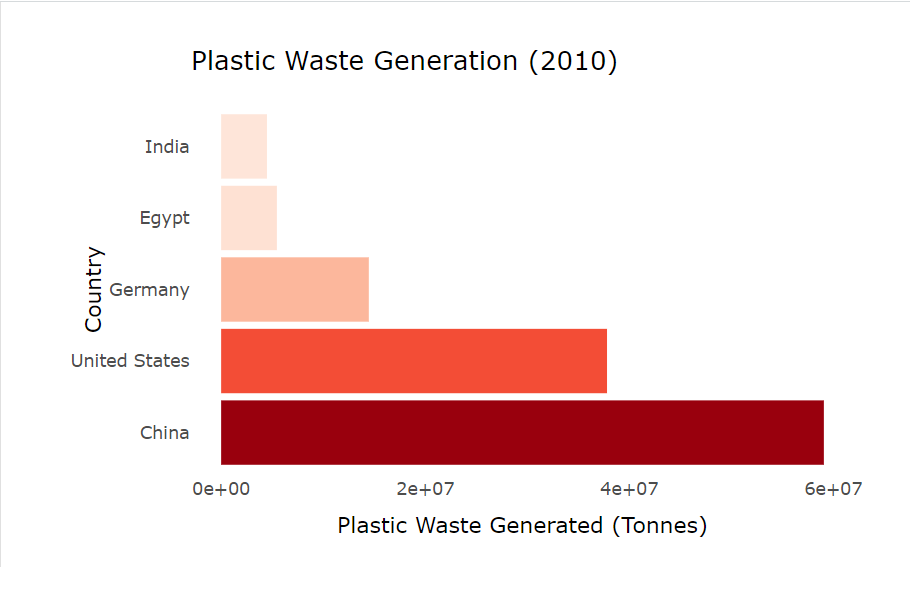 Plastic Waste Generation (2010)
India
Egypt
Germany
United States
China
Country
0e+00 2e+07 4e+07 6e+07
Plastic Waste Generated (Tonnes)